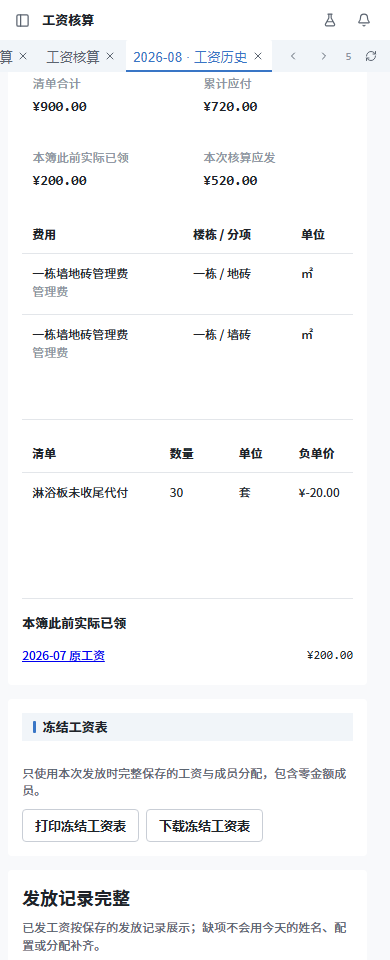 工资核算
算 × 工资核算 × 2026-08 · 工资历史 × 5
清单合计 累计应付
¥900.00 ¥720.00
本簿此前实际已领 本次核算应发
¥200.00 ¥520.00
费用 楼栋 / 分项 单位
一栋墙地砖管理费 一栋 / 地砖 ㎡
管理费
一栋墙地砖管理费 一栋 / 墙砖 ㎡
管理费
清单 数量 单位 负单价
淋浴板未收尾代付 30 套 ¥-20.00
本簿此前实际已领
2026-07 原工资 ¥200.00
冻结工资表
只使用本次发放时完整保存的工资与成员分配，包含零金额成
员。
打印冻结工资表 下载冻结工资表
发放记录完整
已发工资按保存的发放记录展示；缺项不会用今天的姓名、配
置或分配补齐。